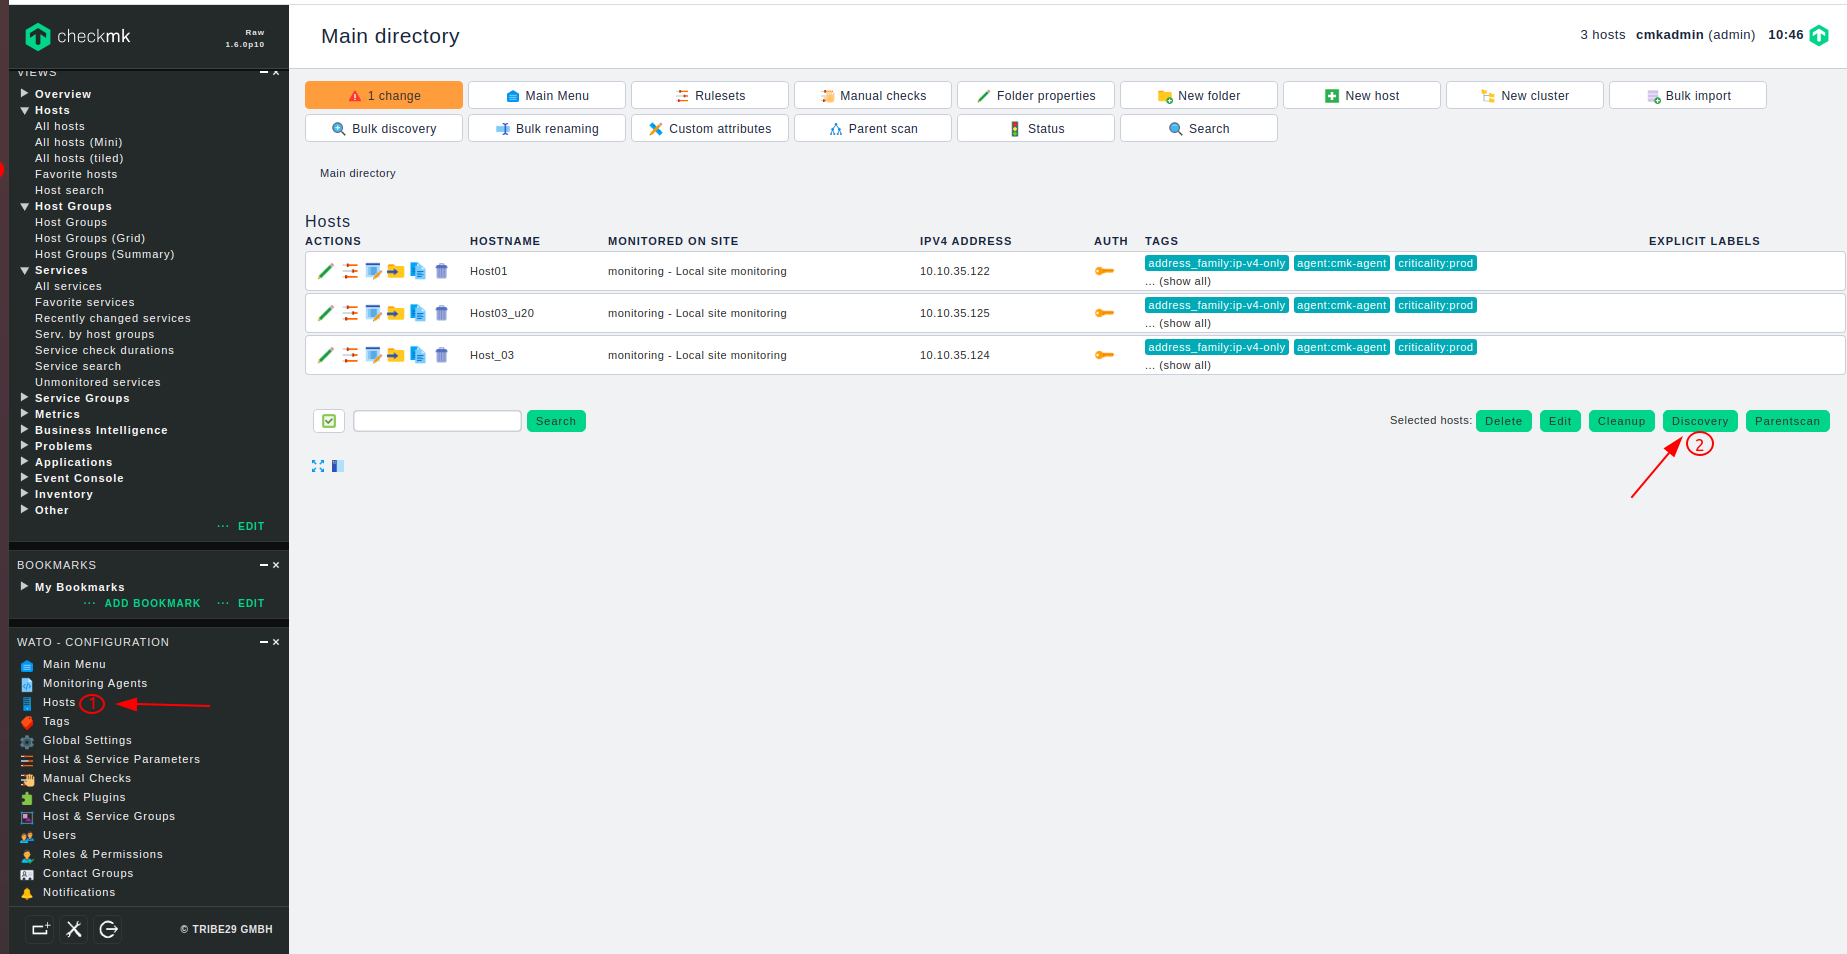 checkmk
Raw
1.6.0p10
Main directory
3 hosts cmkadmin (admin) 10:46
VIEWS
Overview
Hosts
All hosts
All hosts (Mini)
All hosts (tiled)
Favorite hosts
Host search
Host Groups
Host Groups
Host Groups (Grid)
Host Groups (Summary)
Services
All services
Favorite services
Recently changed services
Serv. by host groups
Service check durations
Service search
Unmonitored services
Service Groups
Metrics
Business Intelligence
Problems
Applications
Event Console
Inventory
Other
... EDIT
BOOKMARKS
My Bookmarks
... ADD BOOKMARK ... EDIT
WATO - CONFIGURATION
Main Menu
Monitoring Agents
Hosts 1
Tags
Global Settings
Host & Service Parameters
Manual Checks
Check Plugins
Host & Service Groups
Users
Roles & Permissions
Contact Groups
Notifications
© TRIBE29 GMBH
1 change Main Menu Rulesets Manual checks Folder properties New folder New host New cluster Bulk import
Bulk discovery Bulk renaming Custom attributes Parent scan Status Search
Main directory
Hosts
ACTIONS HOSTNAME MONITORED ON SITE IPV4 ADDRESS AUTH TAGS EXPLICIT LABELS
Host01 monitoring - Local site monitoring 10.10.35.122 address_family:ip-v4-only agent:cmk-agent criticality:prod
... (show all)
Host03_u20 monitoring - Local site monitoring 10.10.35.125 address_family:ip-v4-only agent:cmk-agent criticality:prod
... (show all)
Host_03 monitoring - Local site monitoring 10.10.35.124 address_family:ip-v4-only agent:cmk-agent criticality:prod
... (show all)
Search Selected hosts: Delete Edit Cleanup Discovery Parentscan
2